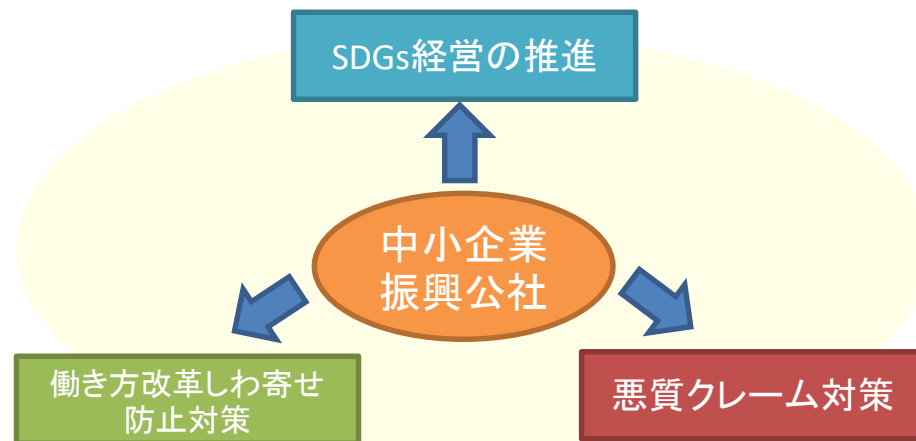 SDGs経営の推進
中小企業
振興公社
働き方改革しわ寄せ
防止対策
悪質クレーム対策